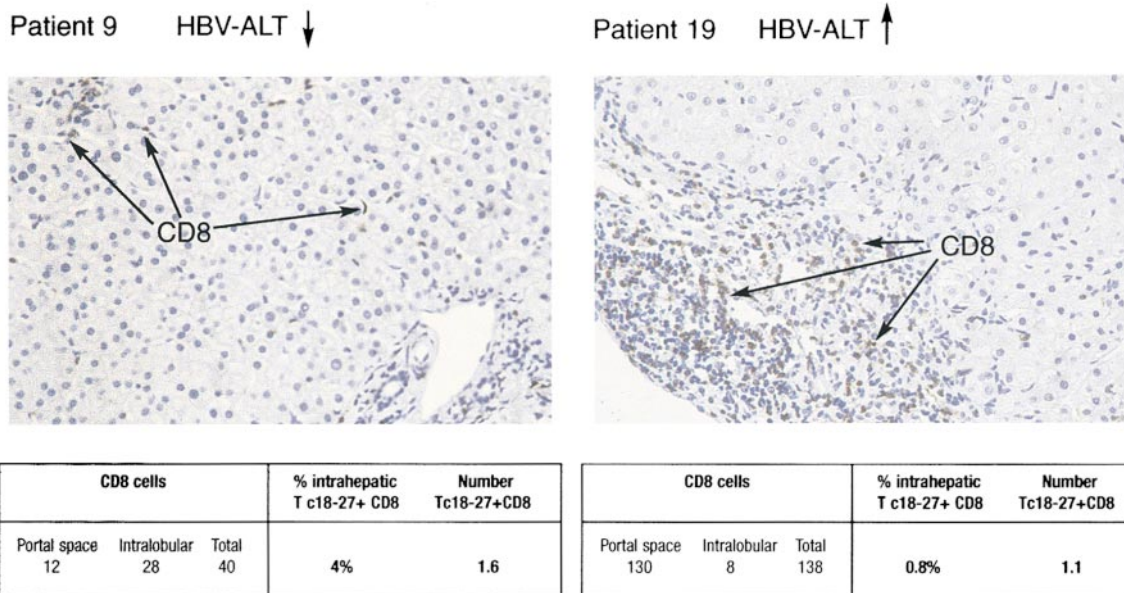 Patient 9 HBV-ALT ↓
Patient 19 HBV-ALT ↑
CD8
CD8
CD8 cells % intrahepatic Number
T c18-27+ CD8 Tc18-27+CD8
Portal space Intralobular Total
12 28 40 4% 1.6
CD8 cells % intrahepatic Number
T c18-27+ CD8 Tc18-27+CD8
Portal space Intralobular Total
130 8 138 0.8% 1.1